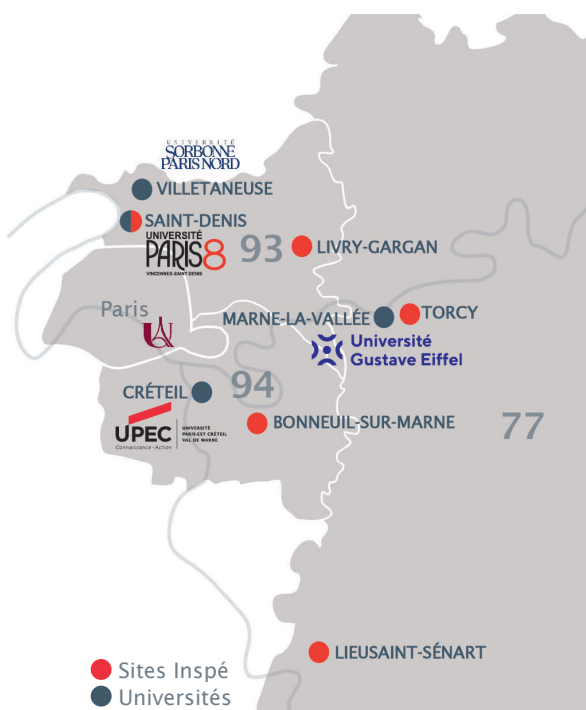 UNIVERSITÉ
SORBONNE
PARIS NORD
VILLETANEUSE
SAINT-DENIS
UNIVERSITÉ
PARIS8
VINCENNES-SAINT-DENIS
93
LIVRY-GARGAN
Paris
MARNE-LA-VALLÉE
TORCY
Université
Gustave Eiffel
CRÉTEIL
94
UPEC
Connaissance - Action
UNIVERSITÉ
PARIS-EST CRÉTEIL
VAL DE MARNE
BONNEUIL-SUR-MARNE
77
LIEUSAINT-SÉNART
Sites Inspé
Universités